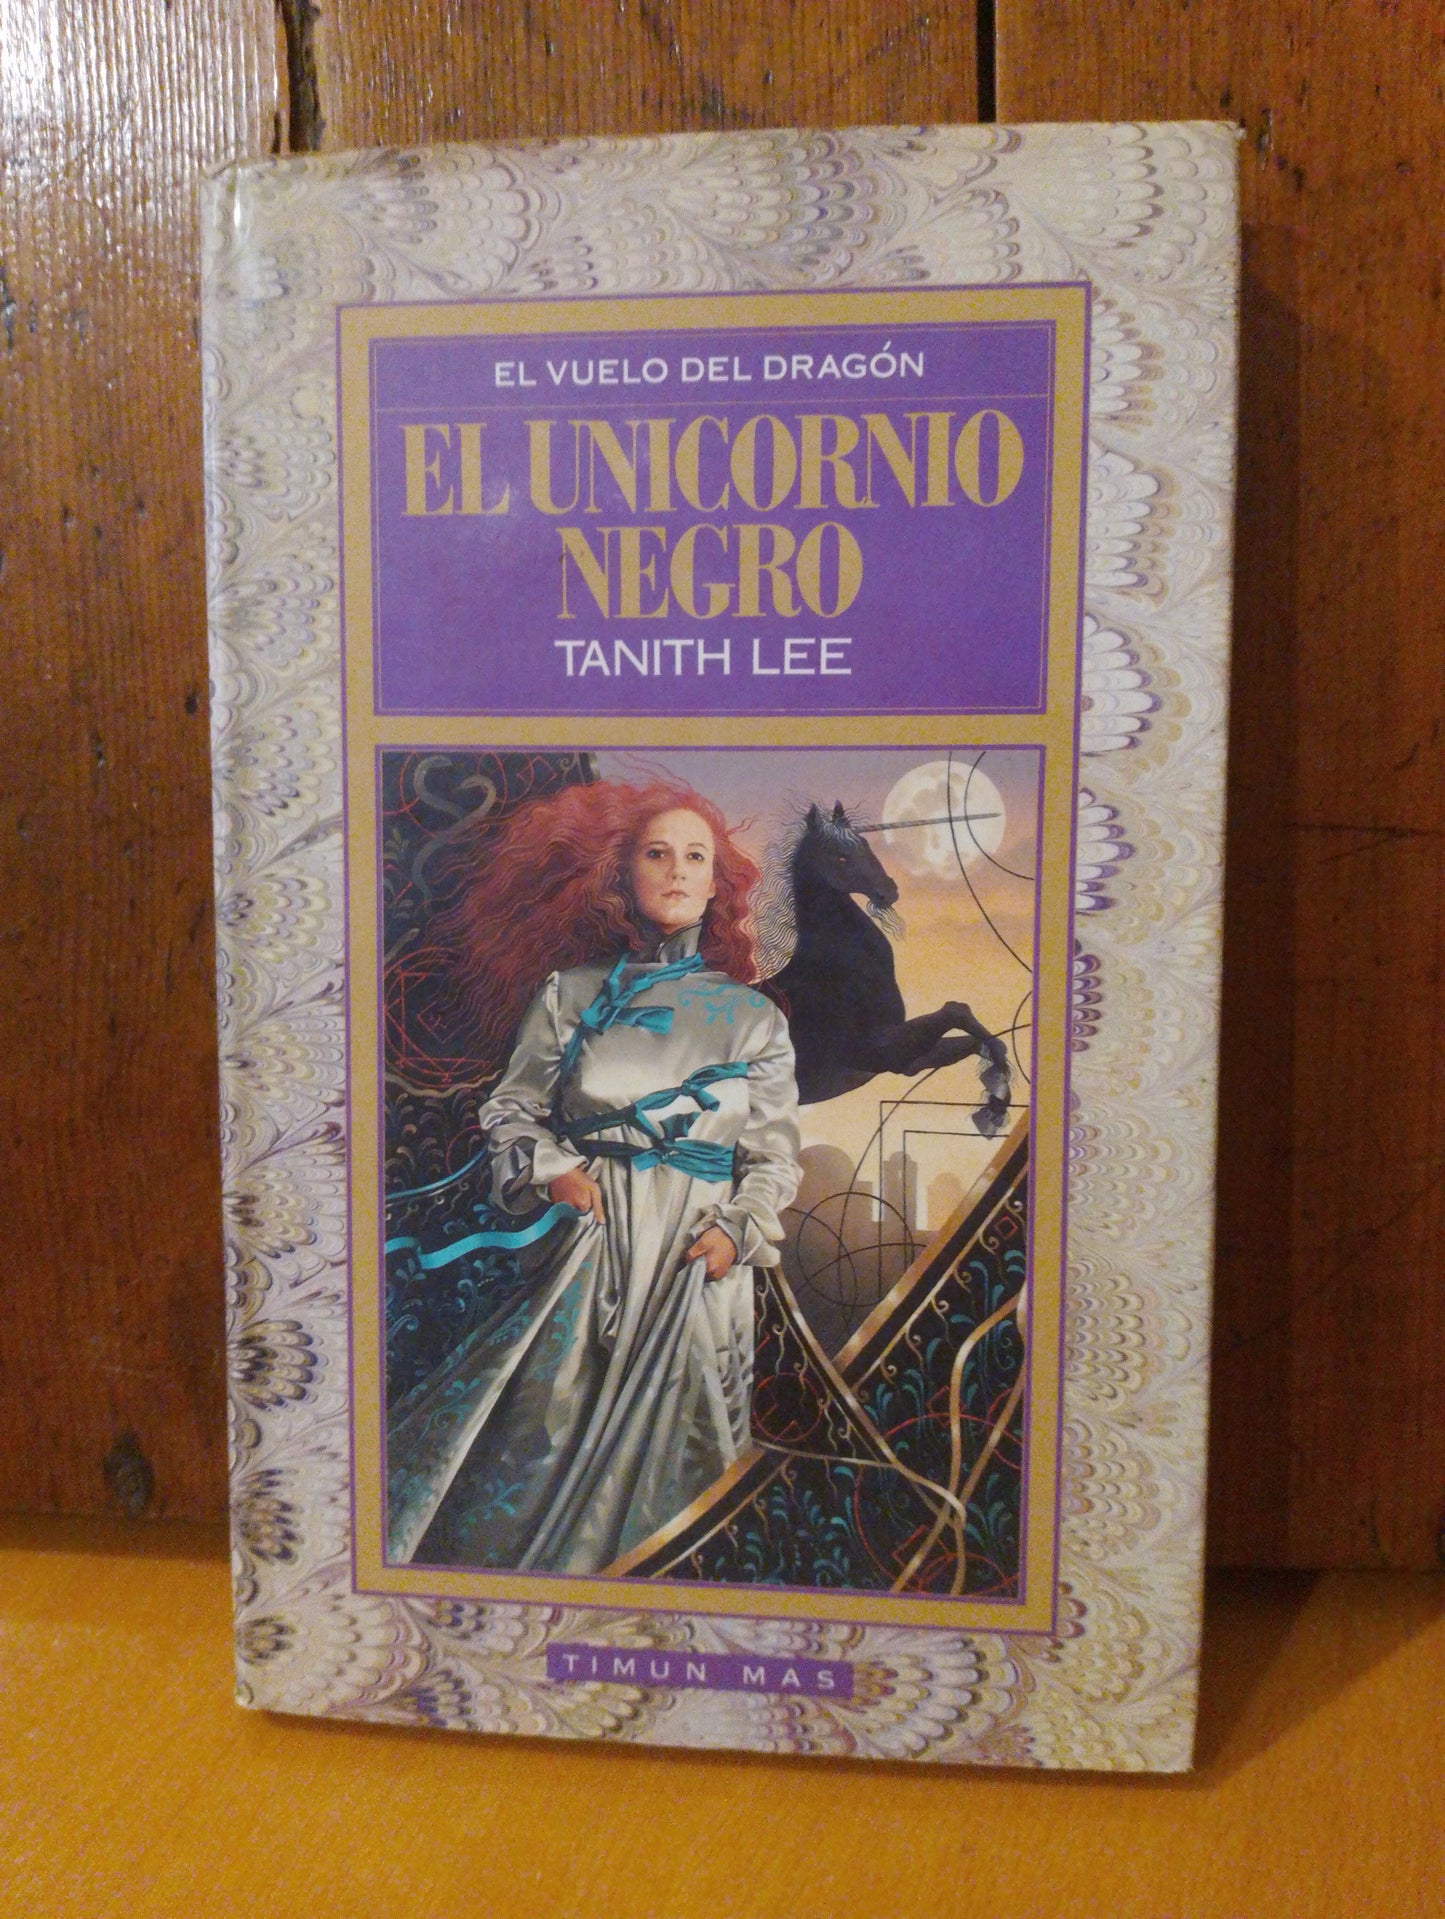 EL VUELO DEL DRAGÓN
EL UNICORNIO
NEGRO
TANITH LEE
TIMUN MAS